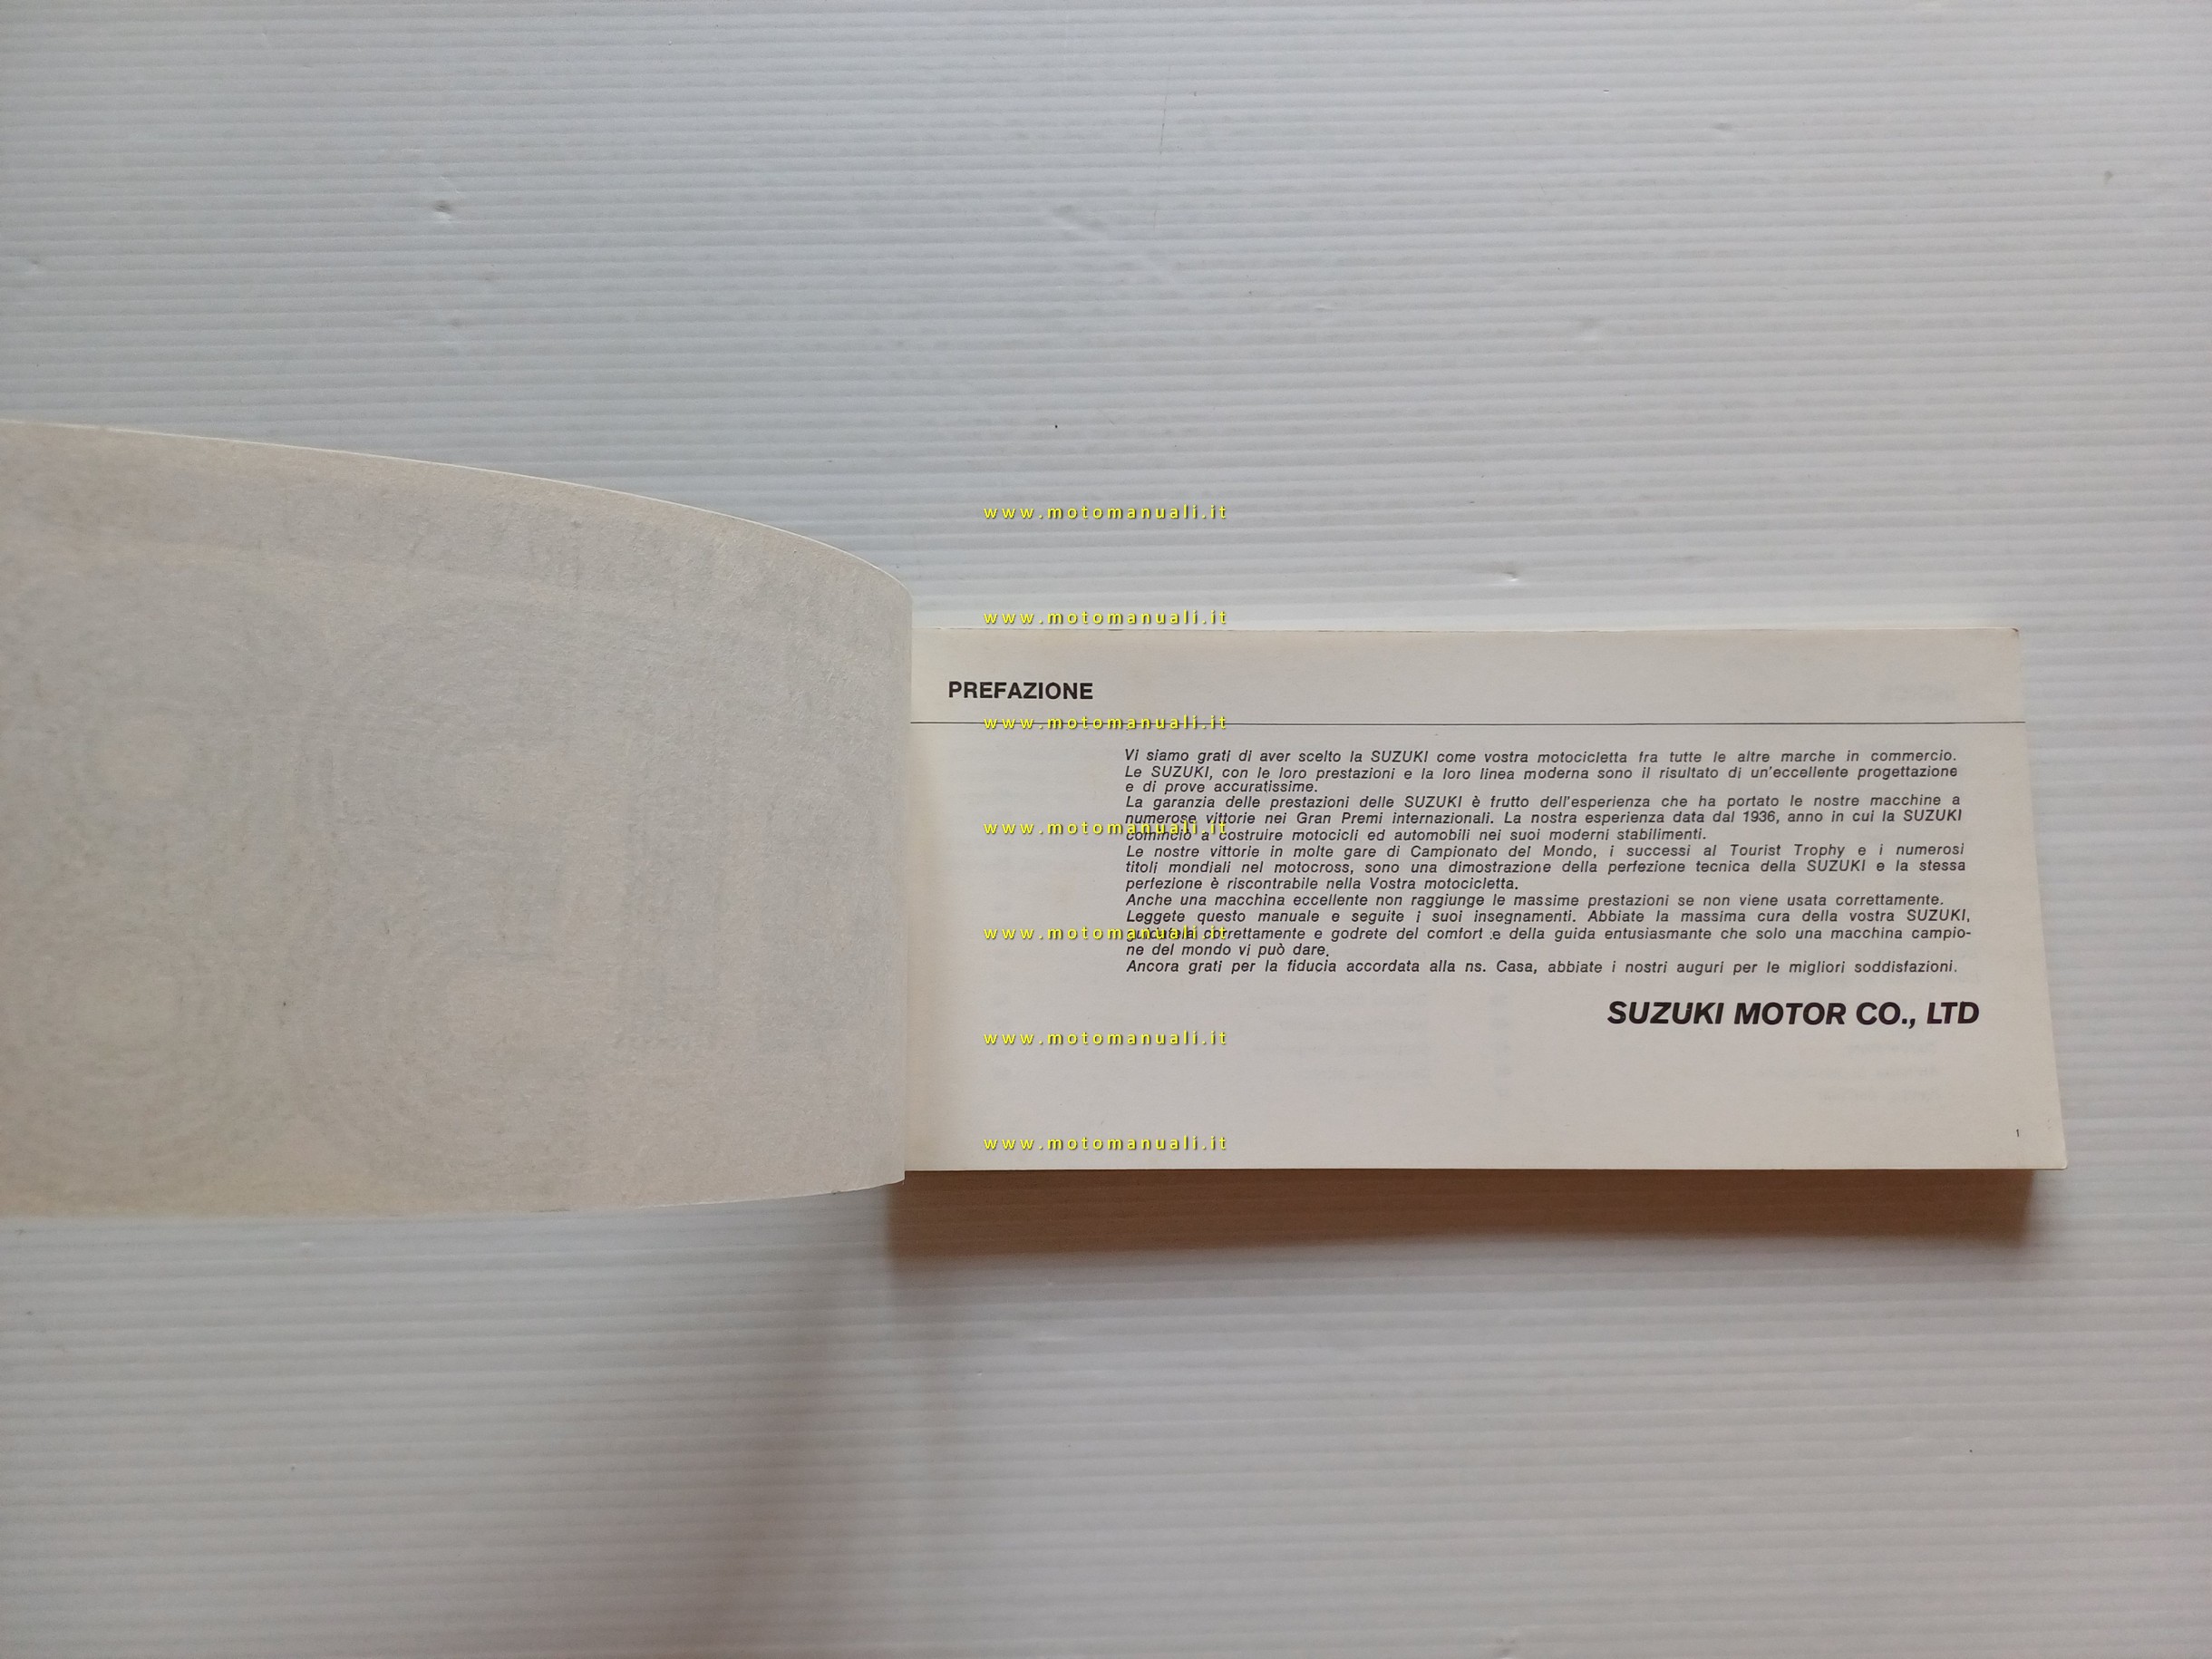 www.motomanuali.it
www.motomanuali.it
PREFAZIONE
www.motomanuali.it
Vi siamo grati di aver scelto la SUZUKI come vostra motocicletta fra tutte le altre marche in commercio.
Le SUZUKI, con le loro prestazioni e la loro linea moderna sono il risultato di un'eccellente progettazione
e di prove accuratissime.
La garanzia delle prestazioni delle SUZUKI è frutto dell'esperienza che ha portato le nostre macchine a
numerose vittorie nei Gran Premi internazionali. La nostra esperienza data dal 1936, anno in cui la SUZUKI
www.motomanuali.it
cominciò a costruire motocicli ed automobili nei suoi moderni stabilimenti.
Le nostre vittorie in molte gare di Campionato del Mondo, i successi al Tourist Trophy e i numerosi
titoli mondiali nel motocross, sono una dimostrazione della perfezione tecnica della SUZUKI e la stessa
perfezione è riscontrabile nella Vostra motocicletta.
Anche una macchina eccellente non raggiunge le massime prestazioni se non viene usata correttamente.
Leggete questo manuale e seguite i suoi insegnamenti. Abbiate la massima cura della vostra SUZUKI,
www.motomanuali.it
correttamente e godrete del comfort e della guida entusiasmante che solo una macchina campio-
ne del mondo vi può dare.
Ancora grati per la fiducia accordata alla ns. Casa, abbiate i nostri auguri per le migliori soddisfazioni.
SUZUKI MOTOR CO., LTD
www.motomanuali.it
www.motomanuali.it
1